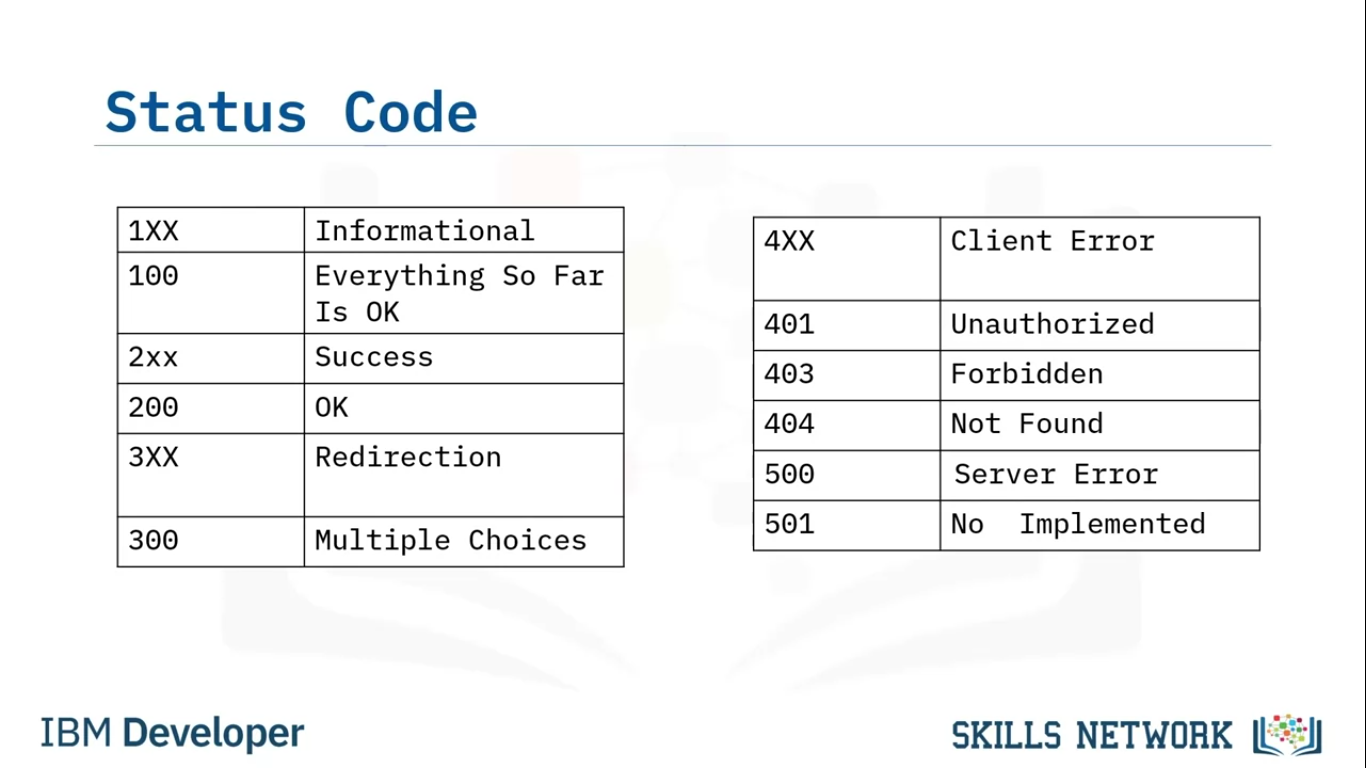 Status Code
1XX Informational
100 Everything So Far
Is OK
2xx Success
200 OK
3XX Redirection
300 Multiple Choices
4XX Client Error
401 Unauthorized
403 Forbidden
404 Not Found
500 Server Error
501 No Implemented
IBM Developer
SKILLS NETWORK